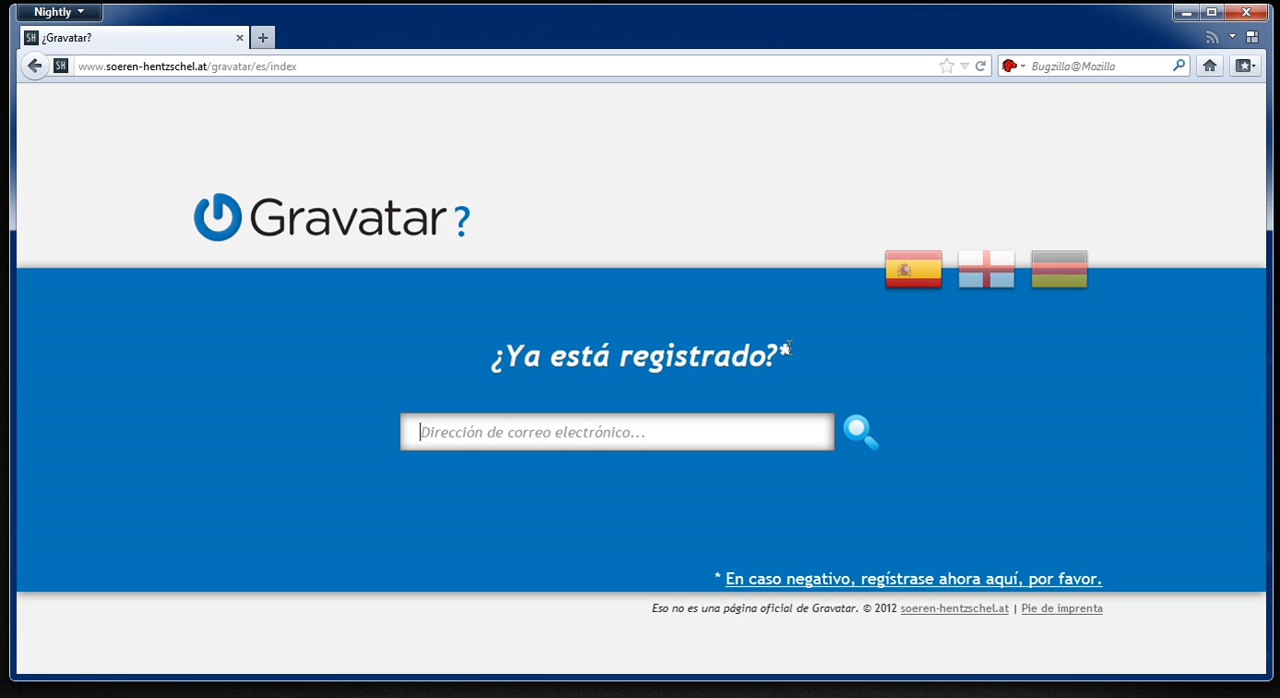 Nightly
SH ¿Gravatar?
SH www.soeren-hentzschel.at/gravatar/es/index
Bugzilla@Mozilla
Gravatar?
¿Ya está registrado?*
Dirección de correo electrónico...
* En caso negativo, regístrase ahora aquí, por favor.
Eso no es una página oficial de Gravatar. © 2012 soeren-hentzschel.at | Pie de imprenta